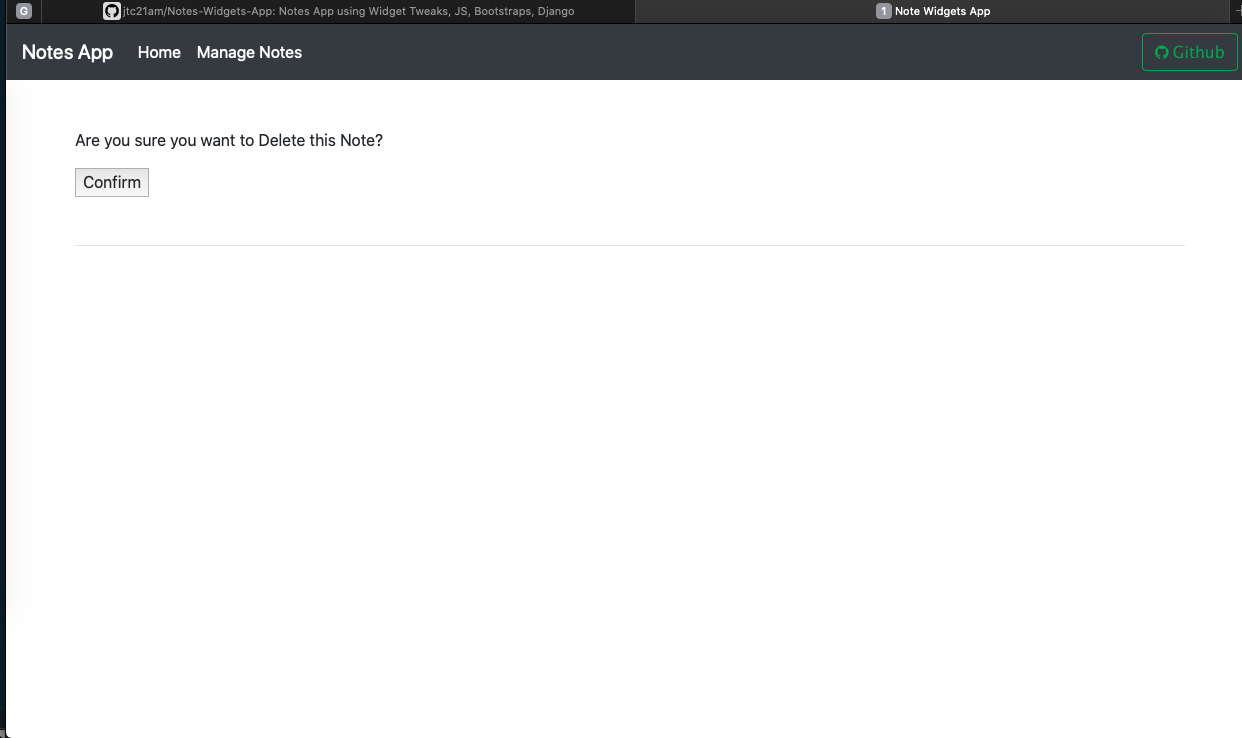 G
jtc21am/Notes-Widgets-App: Notes App using Widget Tweaks, JS, Bootstraps, Django
1 Note Widgets App
Notes App Home Manage Notes Github
Are you sure you want to Delete this Note?
Confirm